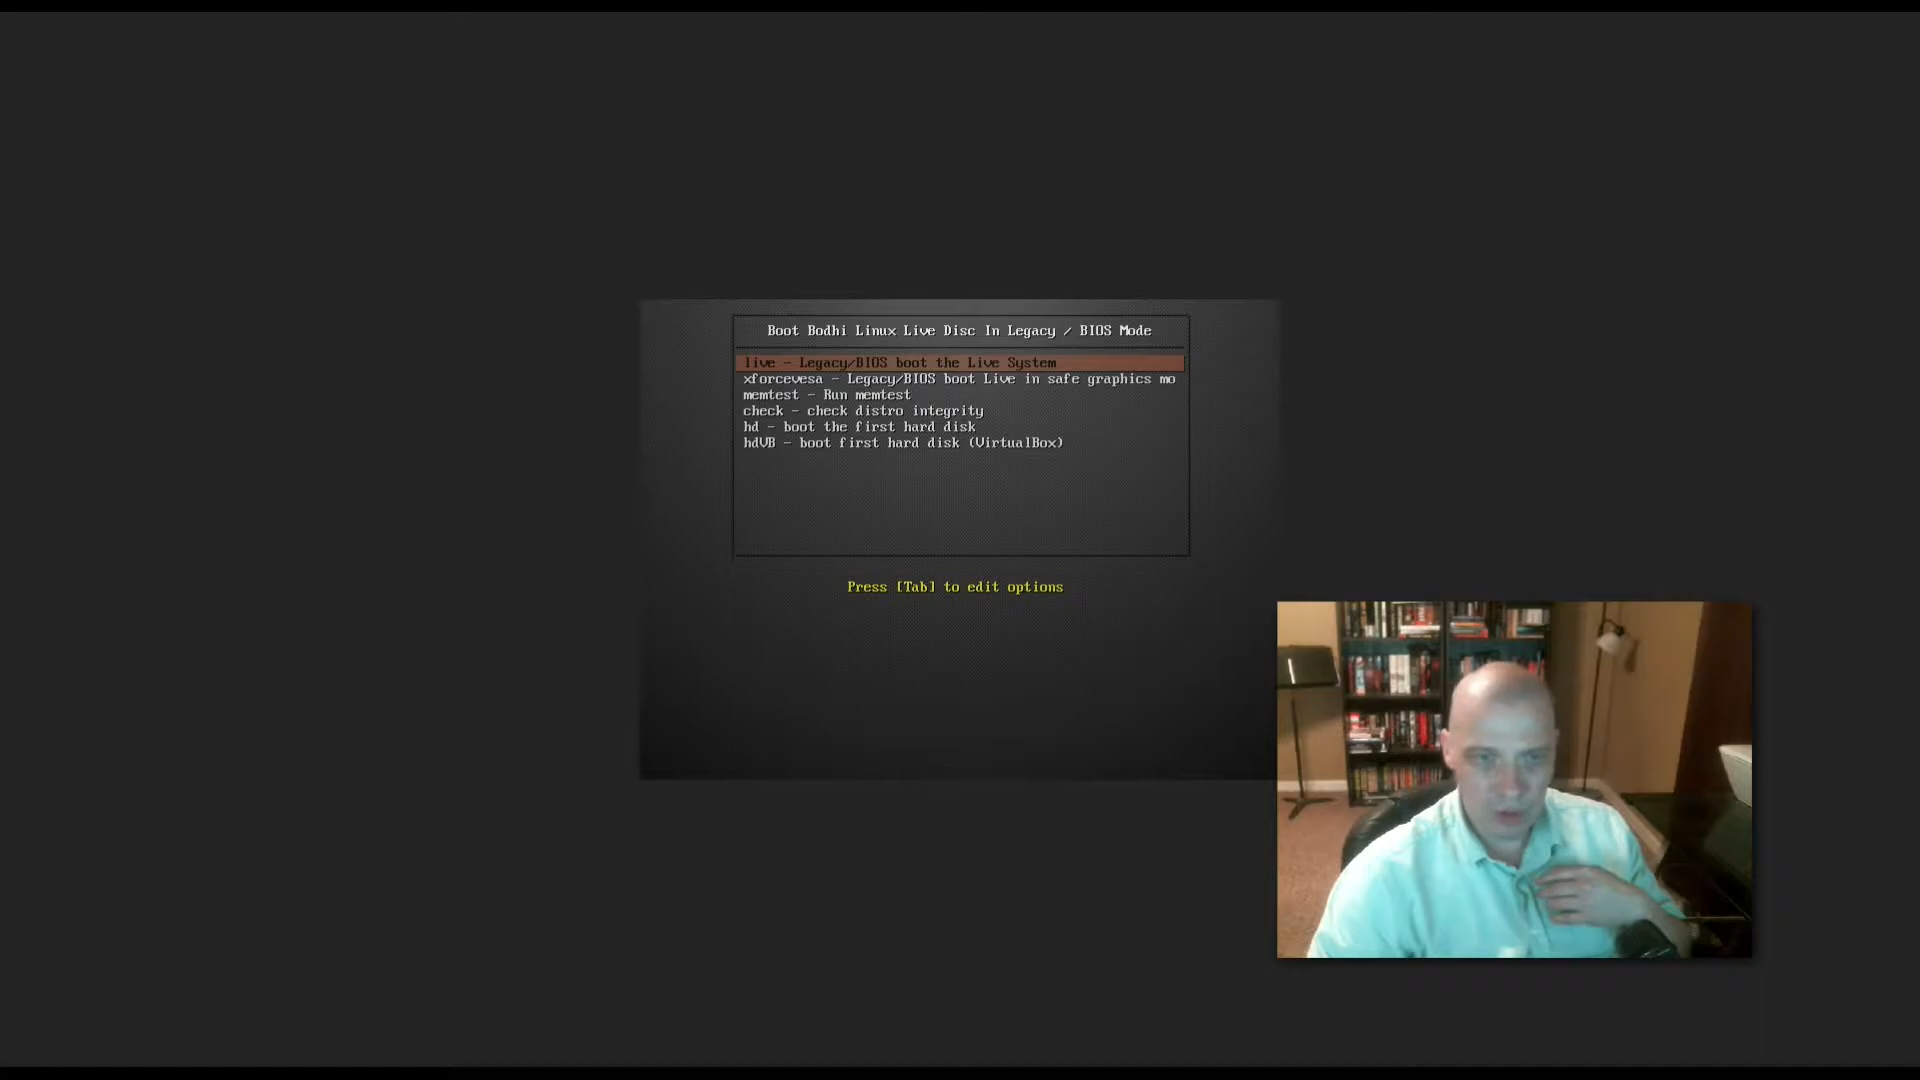 Boot Bodhi Linux Live Disc In Legacy / BIOS Mode
live - Legacy/BIOS boot the Live System
xforcevesa - Legacy/BIOS boot Live in safe graphics mo
memtest - Run memtest
check - check distro integrity
hd - boot the first hard disk
hdVB - boot first hard disk (VirtualBox)
Press [Tab] to edit options